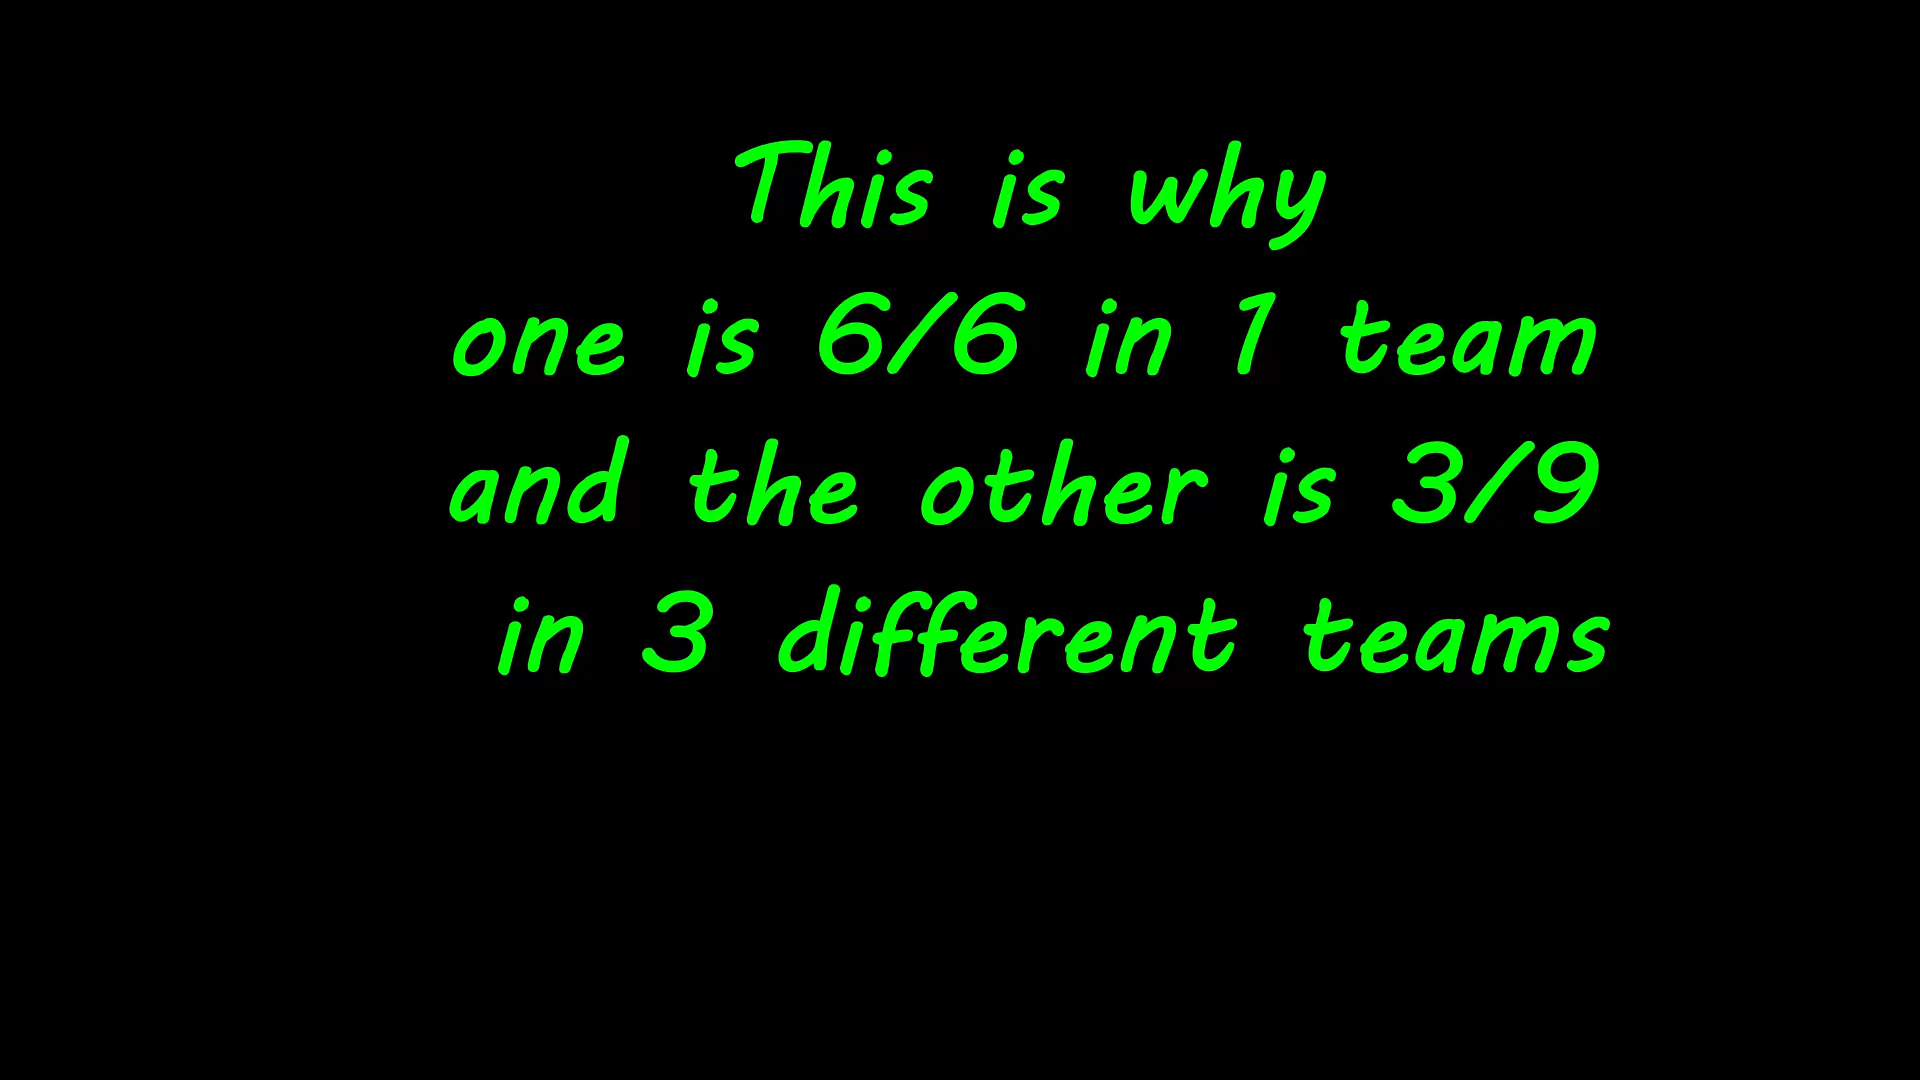 This is why
one is 6/6 in 1 team
and the other is 3/9
in 3 different teams